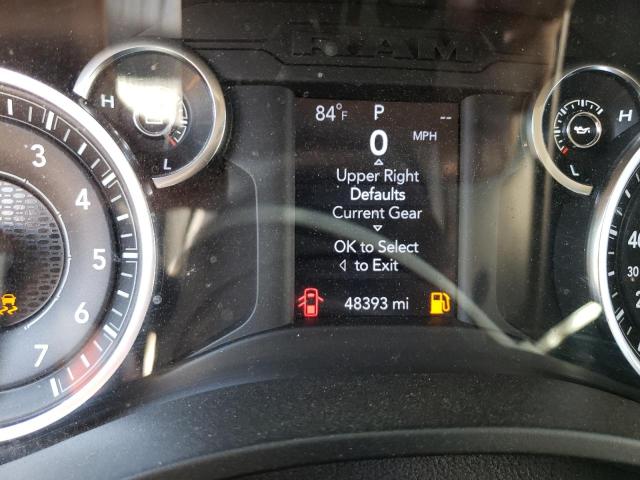 RAM
84°F P --
0 MPH
Upper Right
Defaults
Current Gear
OK to Select
to Exit
48393 mi
H
L
H
L
3
4
5
6
7
40
30
2